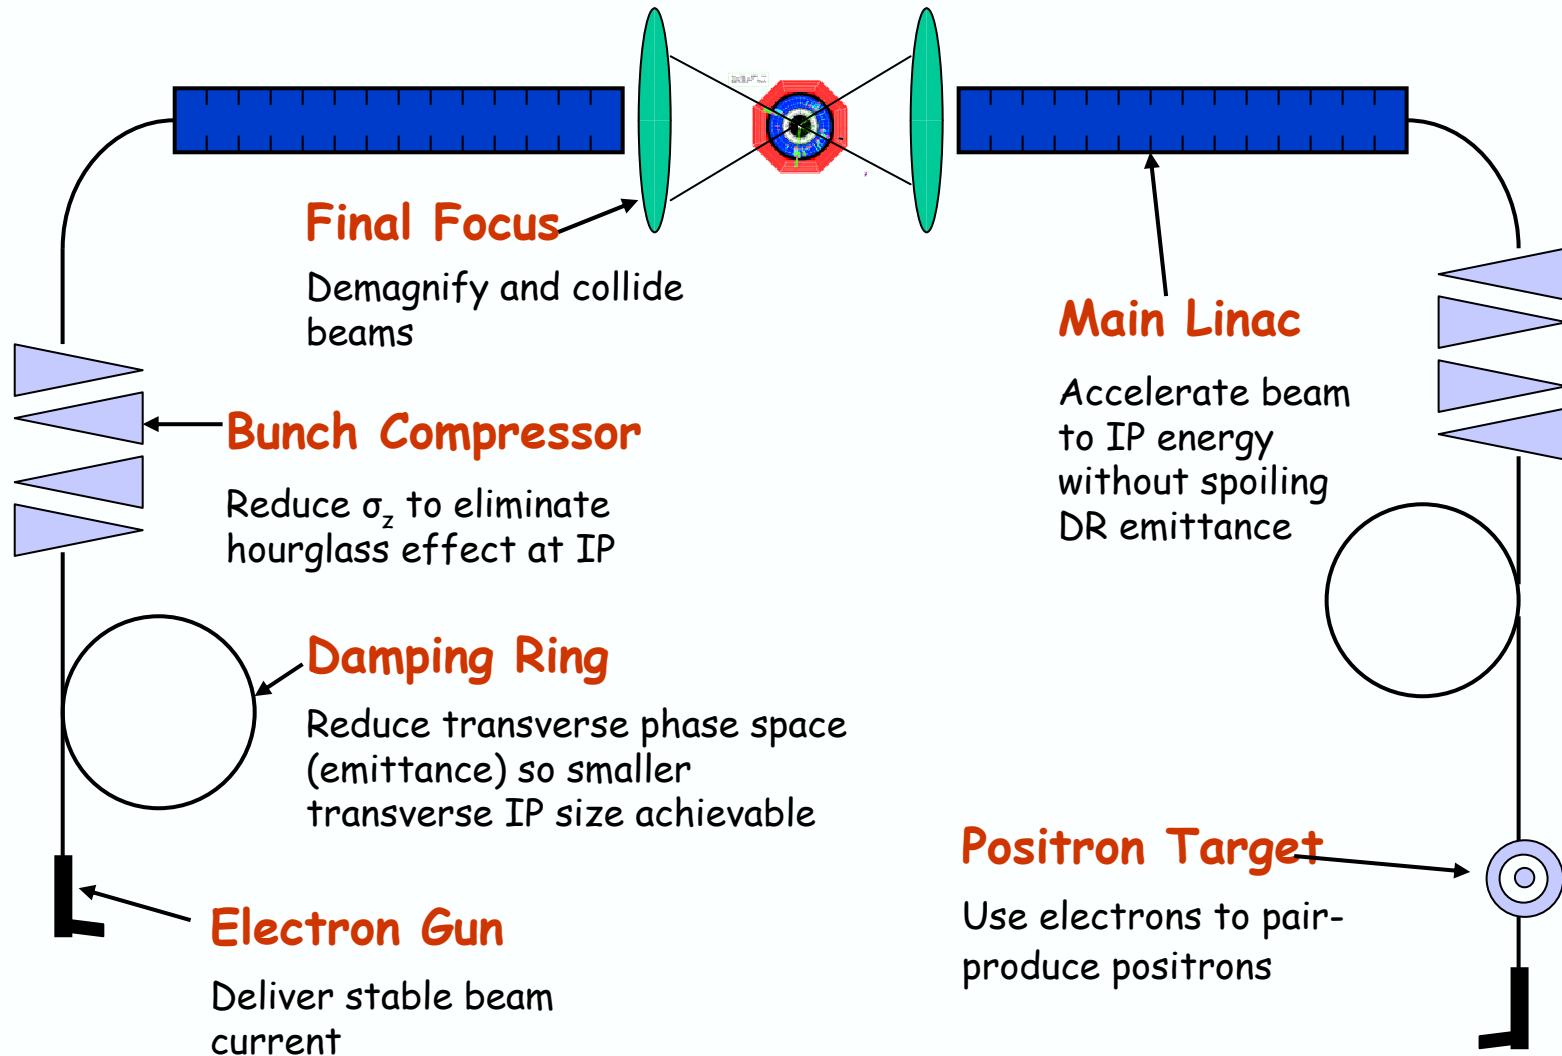 Final Focus
Demagnify and collide
beams
Main Linac
Accelerate beam
to IP energy
without spoiling
DR emittance
Bunch Compressor
Reduce σz to eliminate
hourglass effect at IP
Damping Ring
Reduce transverse phase space
(emittance) so smaller
transverse IP size achievable
Positron Target
Use electrons to pair-
produce positrons
Electron Gun
Deliver stable beam
current